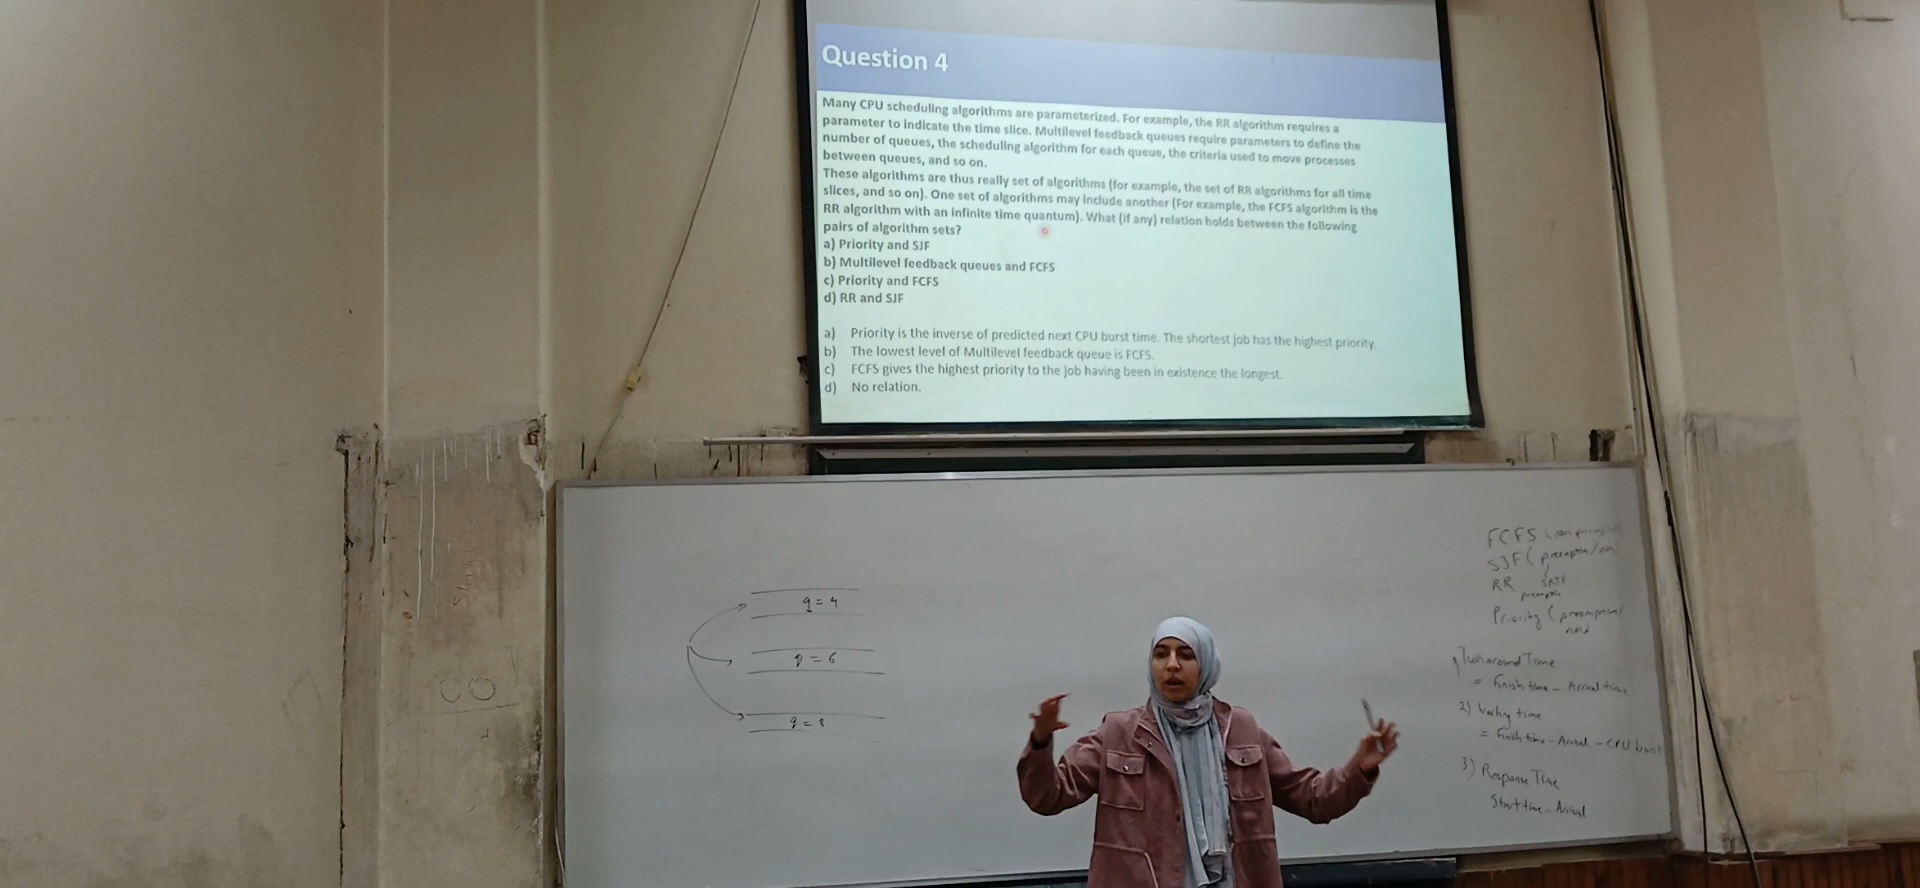 Question 4
Many CPU scheduling algorithms are parameterized. For example, the RR algorithm requires a
parameter to indicate the time slice. Multilevel feedback queues require parameters to define the
number of queues, the scheduling algorithm for each queue, the criteria used to move processes
between queues, and so on.
These algorithms are thus really set of algorithms (for example, the set of RR algorithms for all time
slices, and so on). One set of algorithms may include another (For example, the FCFS algorithm is the
RR algorithm with an infinite time quantum). What (if any) relation holds between the following
pairs of algorithm sets?
a) Priority and SJF
b) Multilevel feedback queues and FCFS
c) Priority and FCFS
d) RR and SJF
a) Priority is the inverse of predicted next CPU burst time. The shortest job has the highest priority.
b) The lowest level of Multilevel feedback queue is FCFS.
c) FCFS gives the highest priority to the job having been in existence the longest.
d) No relation.
q = 4
q = 6
q = 8
FCFS
SJF (
RR SRTF
Priority (
1) Turnaround Time
= finish time - Arrival time
2) Waiting time
= finish time - Arrival - CPU burst
3) Response Time
Start time - Arrival